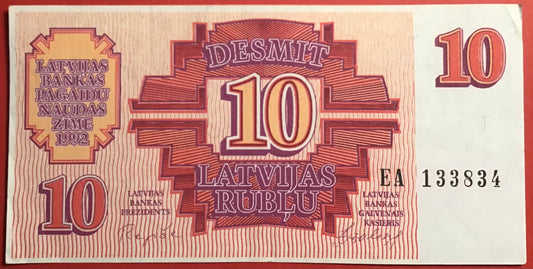 LATVIJAS
BANKAS
PAGAIDU
NAUDAS
ZĪME
1992
DESMIT
10
10
LATVIJAS
RUBĻU
10
EA 133834
LATVIJAS
BANKAS
PREZIDENTS
LATVIJAS
BANKAS
GALVENAIS
KASIERIS